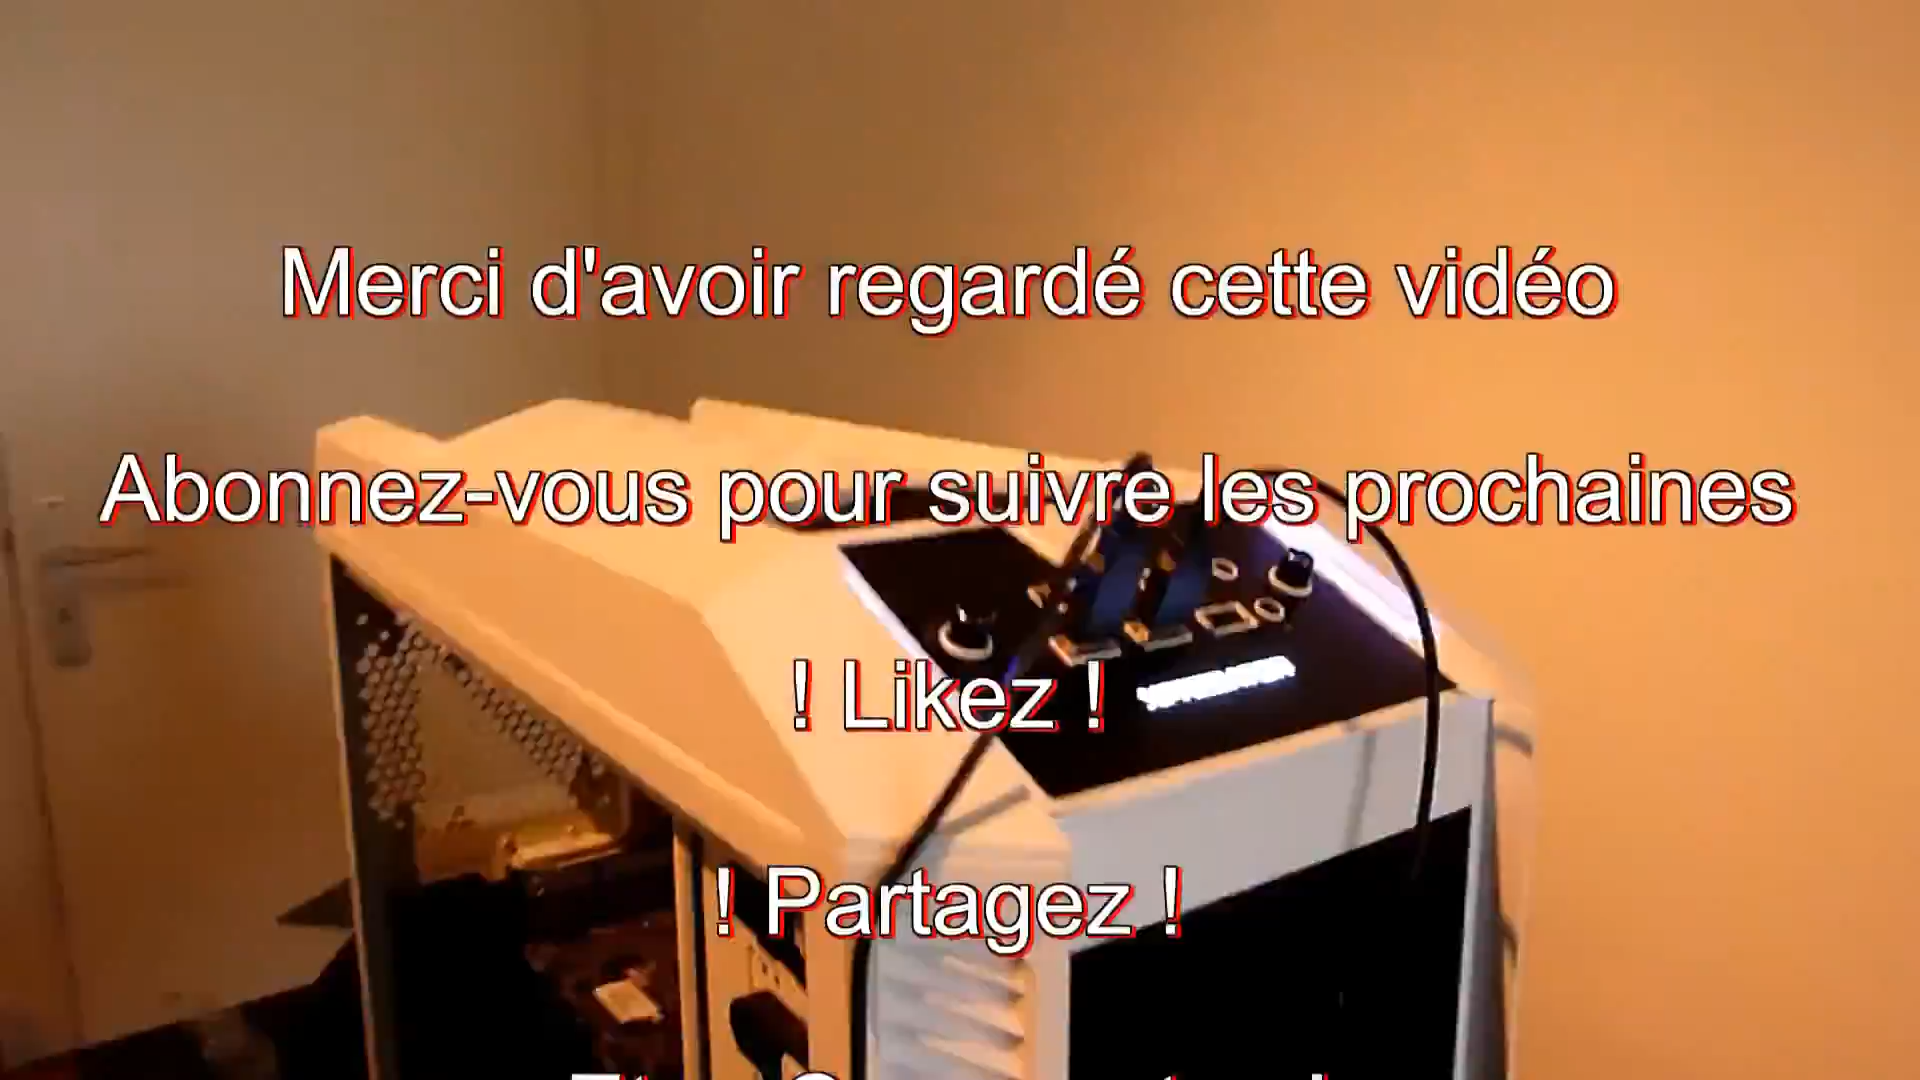 Merci d'avoir regardé cette vidéo
Abonnez-vous pour suivre les prochaines
! Likez !
! Partagez !